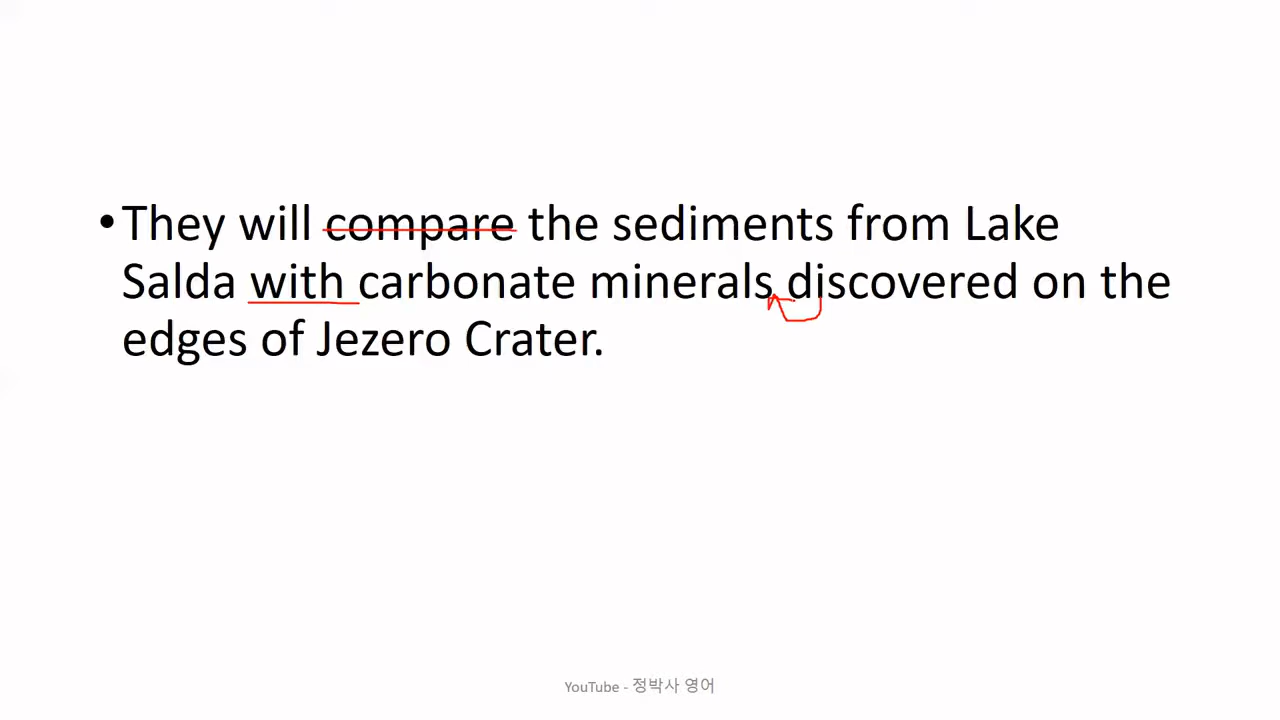 •They will compare the sediments from Lake
Salda with carbonate minerals discovered on the
edges of Jezero Crater.
YouTube - 정박사 영어